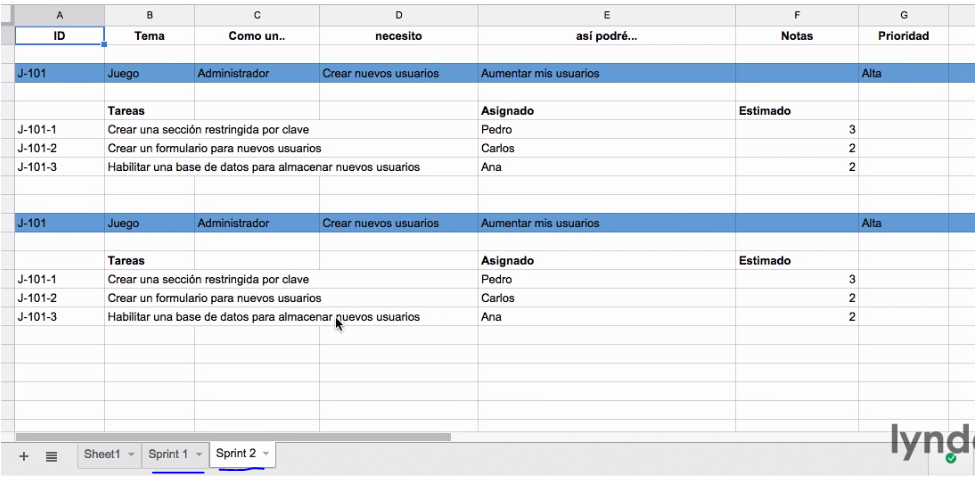 A B C D E F G
ID Tema Como un.. necesito así podré... Notas Prioridad
J-101 Juego Administrador Crear nuevos usuarios Aumentar mis usuarios Alta
Tareas Asignado Estimado
J-101-1 Crear una sección restringida por clave Pedro 3
J-101-2 Crear un formulario para nuevos usuarios Carlos 2
J-101-3 Habilitar una base de datos para almacenar nuevos usuarios Ana 2
J-101 Juego Administrador Crear nuevos usuarios Aumentar mis usuarios Alta
Tareas Asignado Estimado
J-101-1 Crear una sección restringida por clave Pedro 3
J-101-2 Crear un formulario para nuevos usuarios Carlos 2
J-101-3 Habilitar una base de datos para almacenar nuevos usuarios Ana 2
Sheet1 Sprint 1 Sprint 2